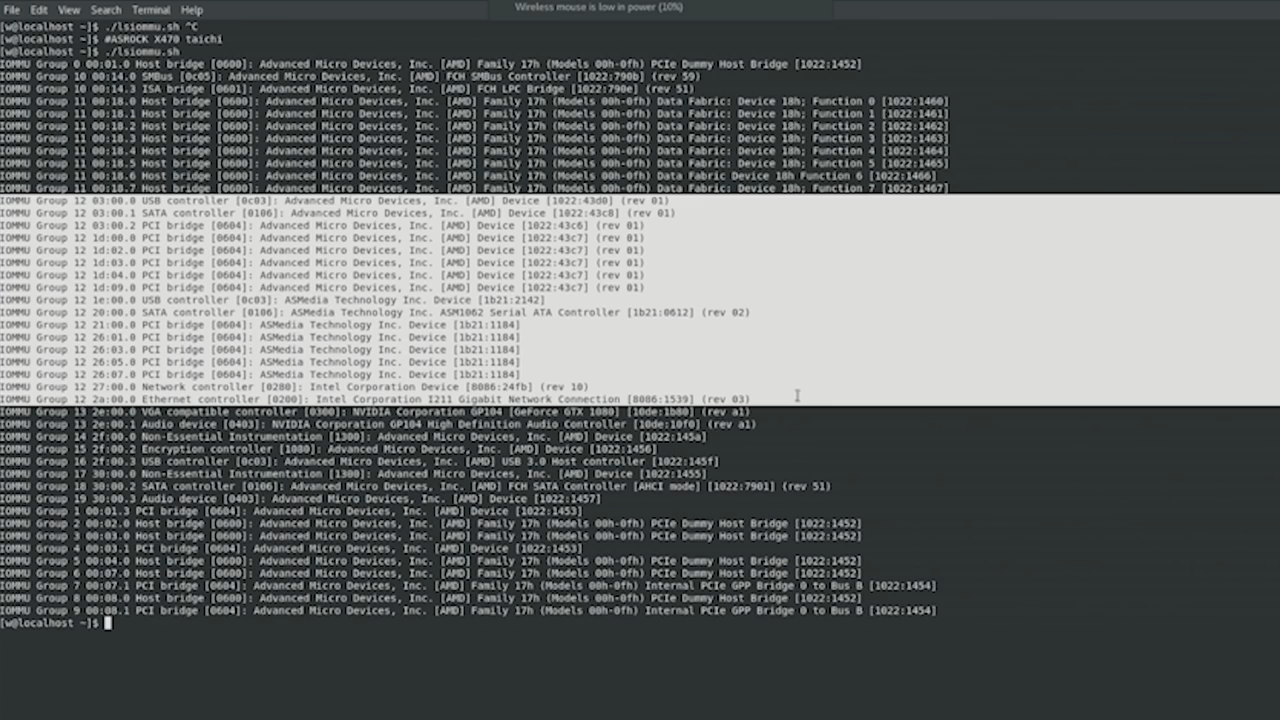 Wireless mouse is low in power (10%)
File Edit View Search Terminal Help
[w@localhost ~]$ ./lsiommu.sh ^C
[w@localhost ~]$ #ASROCK X470 taichi
[w@localhost ~]$ ./lsiommu.sh
IOMMU Group 0 00:01.0 Host bridge [0600]: Advanced Micro Devices, Inc. [AMD] Family 17h (Models 00h-0fh) PCIe Dummy Host Bridge [1022:1452]
IOMMU Group 10 00:14.0 SMBus [0c05]: Advanced Micro Devices, Inc. [AMD] FCH SMBus Controller [1022:790b] (rev 59)
IOMMU Group 10 00:14.3 ISA bridge [0601]: Advanced Micro Devices, Inc. [AMD] FCH LPC Bridge [1022:790e] (rev 51)
IOMMU Group 11 00:18.0 Host bridge [0600]: Advanced Micro Devices, Inc. [AMD] Family 17h (Models 00h-0fh) Data Fabric: Device 18h; Function 0 [1022:1460]
IOMMU Group 11 00:18.1 Host bridge [0600]: Advanced Micro Devices, Inc. [AMD] Family 17h (Models 00h-0fh) Data Fabric: Device 18h; Function 1 [1022:1461]
IOMMU Group 11 00:18.2 Host bridge [0600]: Advanced Micro Devices, Inc. [AMD] Family 17h (Models 00h-0fh) Data Fabric: Device 18h; Function 2 [1022:1462]
IOMMU Group 11 00:18.3 Host bridge [0600]: Advanced Micro Devices, Inc. [AMD] Family 17h (Models 00h-0fh) Data Fabric: Device 18h; Function 3 [1022:1463]
IOMMU Group 11 00:18.4 Host bridge [0600]: Advanced Micro Devices, Inc. [AMD] Family 17h (Models 00h-0fh) Data Fabric: Device 18h; Function 4 [1022:1464]
IOMMU Group 11 00:18.5 Host bridge [0600]: Advanced Micro Devices, Inc. [AMD] Family 17h (Models 00h-0fh) Data Fabric: Device 18h; Function 5 [1022:1465]
IOMMU Group 11 00:18.6 Host bridge [0600]: Advanced Micro Devices, Inc. [AMD] Family 17h (Models 00h-0fh) Data Fabric Device 18h Function 6 [1022:1466]
IOMMU Group 11 00:18.7 Host bridge [0600]: Advanced Micro Devices, Inc. [AMD] Family 17h (Models 00h-0fh) Data Fabric: Device 18h; Function 7 [1022:1467]
IOMMU Group 12 03:00.0 USB controller [0c03]: Advanced Micro Devices, Inc. [AMD] Device [1022:43d0] (rev 01)
IOMMU Group 12 03:00.1 SATA controller [0106]: Advanced Micro Devices, Inc. [AMD] Device [1022:43c8] (rev 01)
IOMMU Group 12 03:00.2 PCI bridge [0604]: Advanced Micro Devices, Inc. [AMD] Device [1022:43c6] (rev 01)
IOMMU Group 12 1d:00.0 PCI bridge [0604]: Advanced Micro Devices, Inc. [AMD] Device [1022:43c7] (rev 01)
IOMMU Group 12 1d:02.0 PCI bridge [0604]: Advanced Micro Devices, Inc. [AMD] Device [1022:43c7] (rev 01)
IOMMU Group 12 1d:03.0 PCI bridge [0604]: Advanced Micro Devices, Inc. [AMD] Device [1022:43c7] (rev 01)
IOMMU Group 12 1d:04.0 PCI bridge [0604]: Advanced Micro Devices, Inc. [AMD] Device [1022:43c7] (rev 01)
IOMMU Group 12 1d:09.0 PCI bridge [0604]: Advanced Micro Devices, Inc. [AMD] Device [1022:43c7] (rev 01)
IOMMU Group 12 1e:00.0 USB controller [0c03]: ASMedia Technology Inc. Device [1b21:2142]
IOMMU Group 12 20:00.0 SATA controller [0106]: ASMedia Technology Inc. ASM1062 Serial ATA Controller [1b21:0612] (rev 02)
IOMMU Group 12 21:00.0 PCI bridge [0604]: ASMedia Technology Inc. Device [1b21:1184]
IOMMU Group 12 26:01.0 PCI bridge [0604]: ASMedia Technology Inc. Device [1b21:1184]
IOMMU Group 12 26:03.0 PCI bridge [0604]: ASMedia Technology Inc. Device [1b21:1184]
IOMMU Group 12 26:05.0 PCI bridge [0604]: ASMedia Technology Inc. Device [1b21:1184]
IOMMU Group 12 26:07.0 PCI bridge [0604]: ASMedia Technology Inc. Device [1b21:1184]
IOMMU Group 12 27:00.0 Network controller [0280]: Intel Corporation Device [8086:24fb] (rev 10)
IOMMU Group 12 2a:00.0 Ethernet controller [0200]: Intel Corporation I211 Gigabit Network Connection [8086:1539] (rev 03)
IOMMU Group 13 2e:00.0 VGA compatible controller [0300]: NVIDIA Corporation GP104 [GeForce GTX 1080] [10de:1b80] (rev a1)
IOMMU Group 13 2e:00.1 Audio device [0403]: NVIDIA Corporation GP104 High Definition Audio Controller [10de:10f0] (rev a1)
IOMMU Group 14 2f:00.0 Non-Essential Instrumentation [1300]: Advanced Micro Devices, Inc. [AMD] Device [1022:145a]
IOMMU Group 15 2f:00.2 Encryption controller [1080]: Advanced Micro Devices, Inc. [AMD] Device [1022:1456]
IOMMU Group 16 2f:00.3 USB controller [0c03]: Advanced Micro Devices, Inc. [AMD] USB 3.0 Host controller [1022:145f]
IOMMU Group 17 30:00.0 Non-Essential Instrumentation [1300]: Advanced Micro Devices, Inc. [AMD] Device [1022:1455]
IOMMU Group 18 30:00.2 SATA controller [0106]: Advanced Micro Devices, Inc. [AMD] FCH SATA Controller [AHCI mode] [1022:7901] (rev 51)
IOMMU Group 19 30:00.3 Audio device [0403]: Advanced Micro Devices, Inc. [AMD] Device [1022:1457]
IOMMU Group 1 00:01.3 PCI bridge [0604]: Advanced Micro Devices, Inc. [AMD] Device [1022:1453]
IOMMU Group 2 00:02.0 Host bridge [0600]: Advanced Micro Devices, Inc. [AMD] Family 17h (Models 00h-0fh) PCIe Dummy Host Bridge [1022:1452]
IOMMU Group 3 00:03.0 Host bridge [0600]: Advanced Micro Devices, Inc. [AMD] Family 17h (Models 00h-0fh) PCIe Dummy Host Bridge [1022:1452]
IOMMU Group 4 00:03.1 PCI bridge [0604]: Advanced Micro Devices, Inc. [AMD] Device [1022:1453]
IOMMU Group 5 00:04.0 Host bridge [0600]: Advanced Micro Devices, Inc. [AMD] Family 17h (Models 00h-0fh) PCIe Dummy Host Bridge [1022:1452]
IOMMU Group 6 00:07.0 Host bridge [0600]: Advanced Micro Devices, Inc. [AMD] Family 17h (Models 00h-0fh) PCIe Dummy Host Bridge [1022:1452]
IOMMU Group 7 00:07.1 PCI bridge [0604]: Advanced Micro Devices, Inc. [AMD] Family 17h (Models 00h-0fh) Internal PCIe GPP Bridge 0 to Bus B [1022:1454]
IOMMU Group 8 00:08.0 Host bridge [0600]: Advanced Micro Devices, Inc. [AMD] Family 17h (Models 00h-0fh) PCIe Dummy Host Bridge [1022:1452]
IOMMU Group 9 00:08.1 PCI bridge [0604]: Advanced Micro Devices, Inc. [AMD] Family 17h (Models 00h-0fh) Internal PCIe GPP Bridge 0 to Bus B [1022:1454]
[w@localhost ~]$